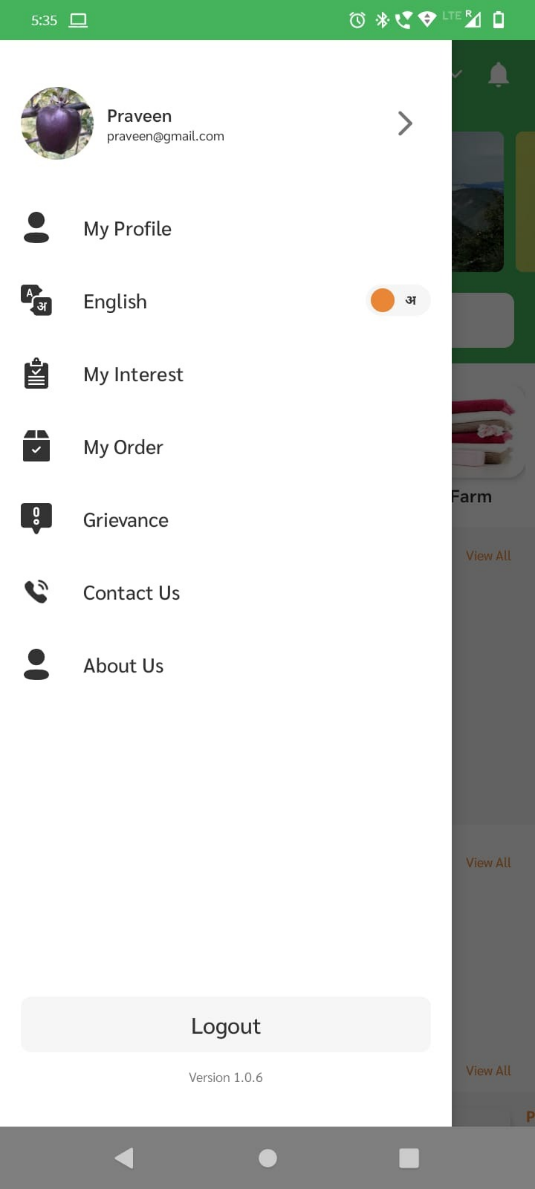 5:35
LTE R
Praveen
praveen@gmail.com
My Profile
A
अ
English
अ
My Interest
My Order
Grievance
Contact Us
About Us
Logout
Version 1.0.6
Farm
View All
View All
View All
P